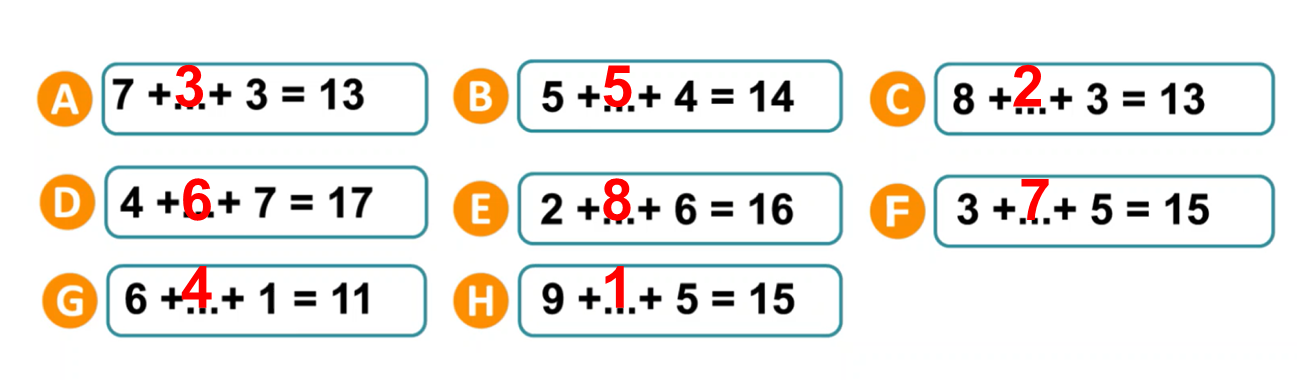 A 7 +3...+ 3 = 13 B 5 +5...+ 4 = 14 C 8 +2...+ 3 = 13
D 4 +6...+ 7 = 17 E 2 +8...+ 6 = 16 F 3 +7...+ 5 = 15
G 6 +4...+ 1 = 11 H 9 +1...+ 5 = 15